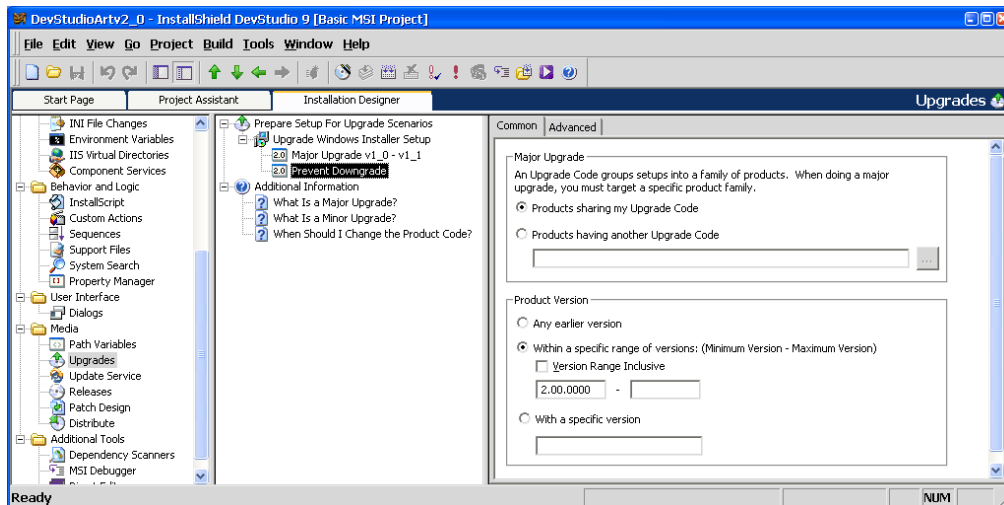 DevStudioArtv2_0 - InstallShield DevStudio 9 [Basic MSI Project]
File Edit View Go Project Build Tools Window Help
Start Page
Project Assistant
Installation Designer
Upgrades
INI File Changes
Environment Variables
IIS Virtual Directories
Component Services
Behavior and Logic
InstallScript
Custom Actions
Sequences
Support Files
System Search
Property Manager
User Interface
Dialogs
Media
Path Variables
Upgrades
Update Service
Releases
Patch Design
Distribute
Additional Tools
Dependency Scanners
MSI Debugger
Prepare Setup For Upgrade Scenarios
Upgrade Windows Installer Setup
2.0 Major Upgrade v1_0 - v1_1
2.0 Prevent Downgrade
Additional Information
What Is a Major Upgrade?
What Is a Minor Upgrade?
When Should I Change the Product Code?
Common
Advanced
Major Upgrade
An Upgrade Code groups setups into a family of products. When doing a major
upgrade, you must target a specific product family.
Products sharing my Upgrade Code
Products having another Upgrade Code
...
Product Version
Any earlier version
Within a specific range of versions: (Minimum Version - Maximum Version)
Version Range Inclusive
2.00.0000 -
With a specific version
Ready
NUM